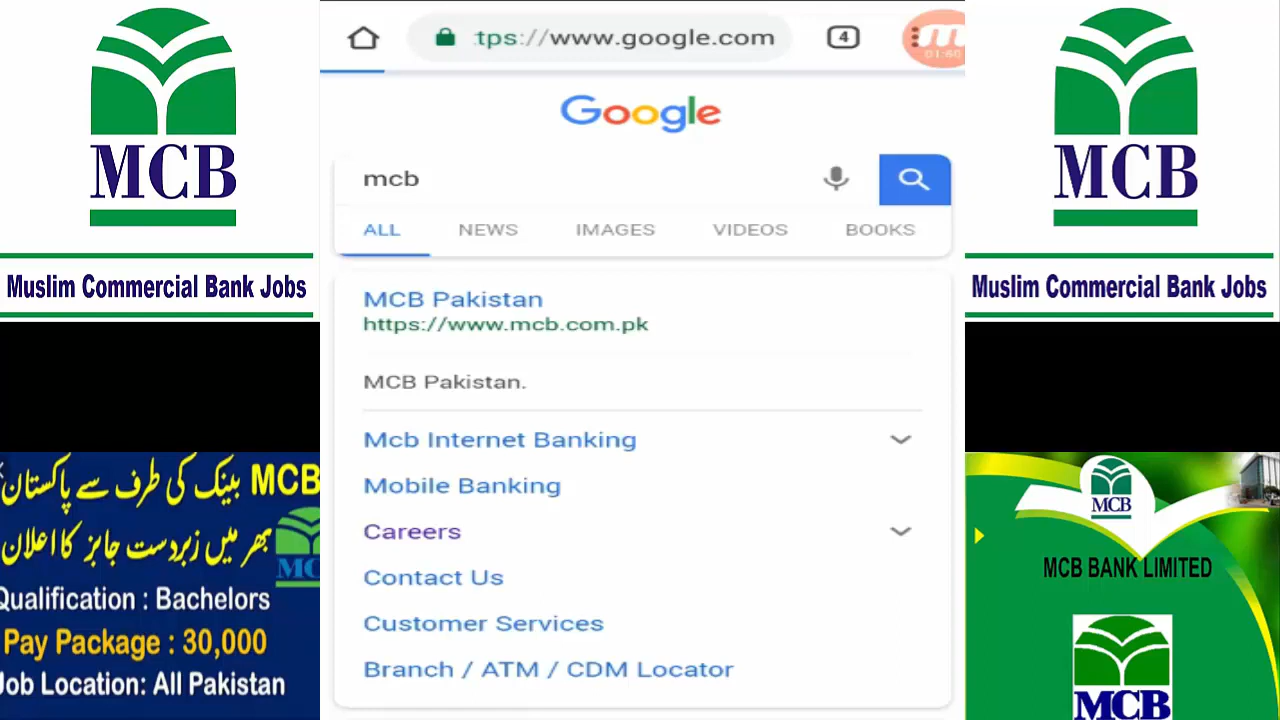 MCB
Muslim Commercial Bank Jobs
MCB بینک کی طرف سے پاکستان
بھر میں زبردست جابز کا اعلان
MC
Qualification : Bachelors
Pay Package : 30,000
Job Location: All Pakistan
tps://www.google.com
4
01:50
Google
mcb
ALL NEWS IMAGES VIDEOS BOOKS
MCB Pakistan
https://www.mcb.com.pk
MCB Pakistan.
Mcb Internet Banking
Mobile Banking
Careers
Contact Us
Customer Services
Branch / ATM / CDM Locator
MCB
Muslim Commercial Bank Jobs
MCB
MCB BANK LIMITED
MCB